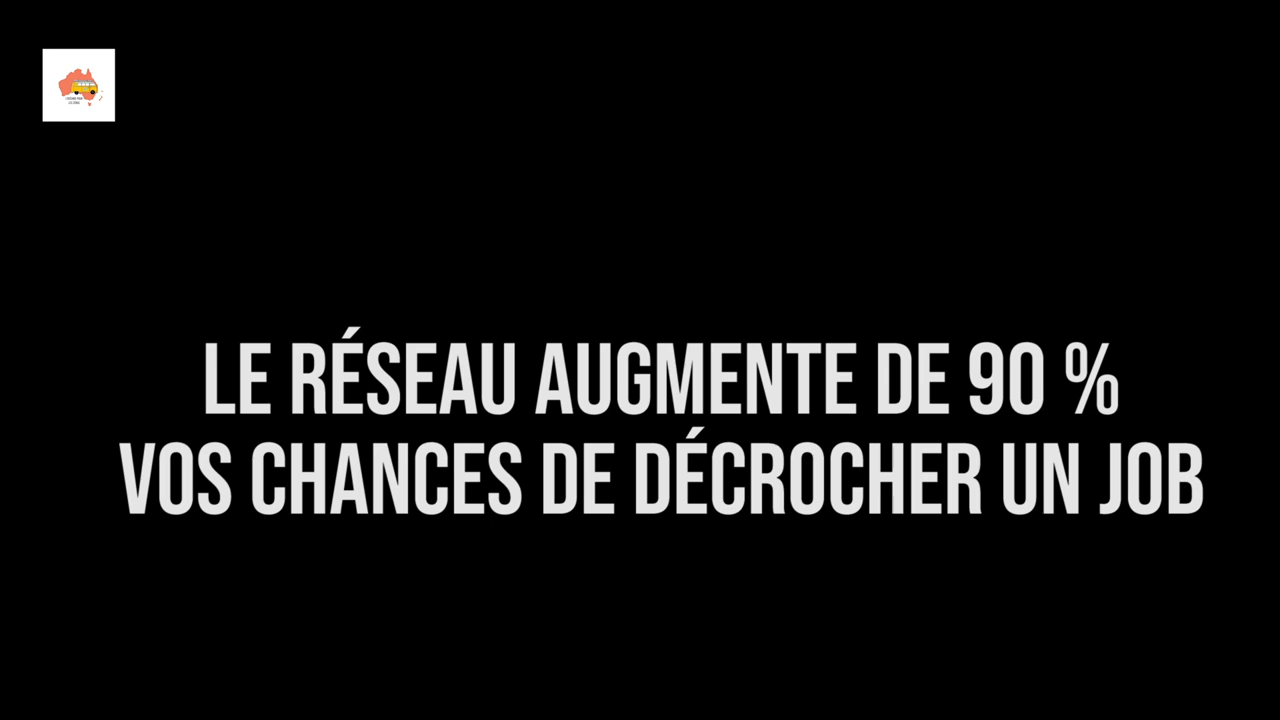 LE RÉSEAU AUGMENTE DE 90 %
VOS CHANCES DE DÉCROCHER UN JOB